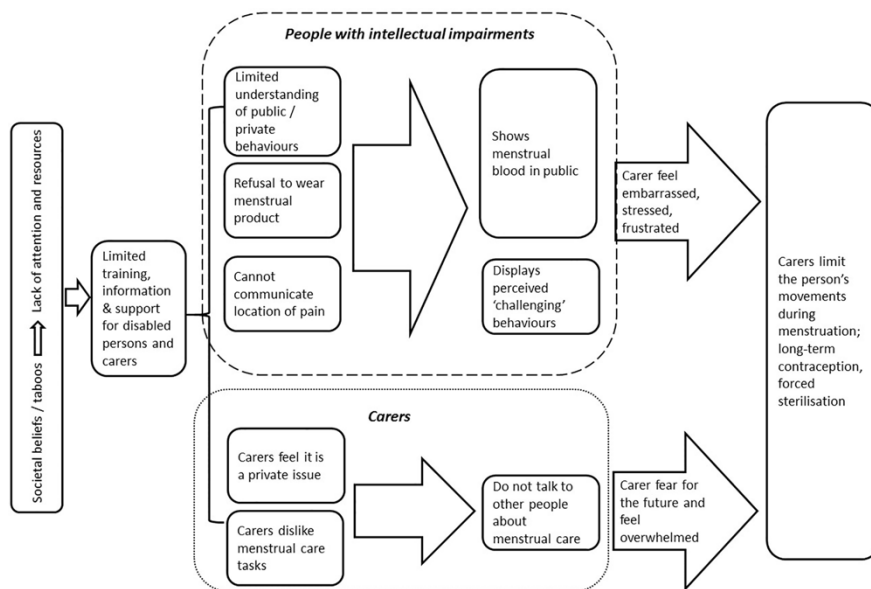 Societal beliefs / taboos
Lack of attention and resources
Limited
training,
information
& support
for disabled
persons and
carers
People with intellectual impairments
Limited
understanding
of public /
private
behaviours
Refusal to wear
menstrual
product
Cannot
communicate
location of pain
Shows
menstrual
blood in public
Displays
perceived
‘challenging’
behaviours
Carer feel
embarrassed,
stressed,
frustrated
Carers
Carers feel it is
a private issue
Carers dislike
menstrual care
tasks
Do not talk to
other people
about
menstrual care
Carer fear for
the future and
feel
overwhelmed
Carers limit
the person’s
movements
during
menstruation;
long-term
contraception,
forced
sterilisation